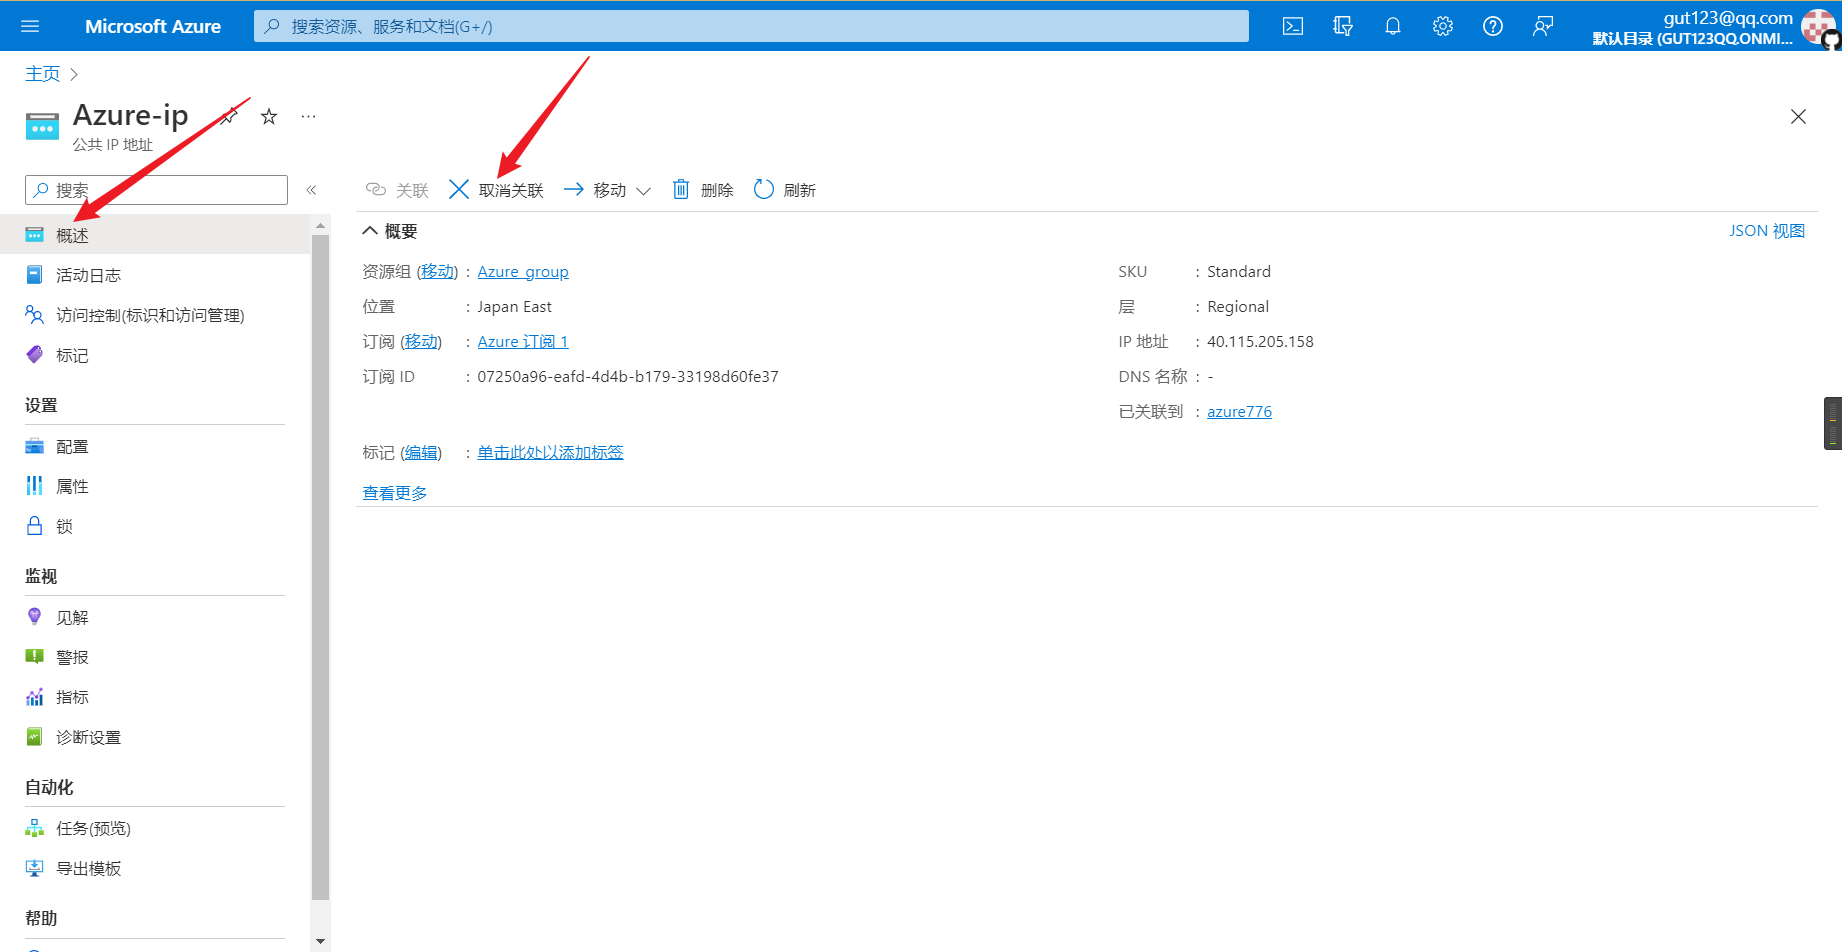 Microsoft Azure
搜索资源、服务和文档(G+/)
gut123@qq.com
默认目录 (GUT123QQ.ONMI...
主页
Azure-ip
公共 IP 地址
搜索
关联
取消关联
移动
删除
刷新
概述
活动日志
访问控制(标识和访问管理)
标记
设置
配置
属性
锁
监视
见解
警报
指标
诊断设置
自动化
任务(预览)
导出模板
帮助
概要
JSON 视图
资源组 (移动) : Azure_group
位置 : Japan East
订阅 (移动) : Azure 订阅 1
订阅 ID : 07250a96-eafd-4d4b-b179-33198d60fe37
SKU : Standard
层 : Regional
IP 地址 : 40.115.205.158
DNS 名称 : -
已关联到 : azure776
标记 (编辑) : 单击此处以添加标签
查看更多